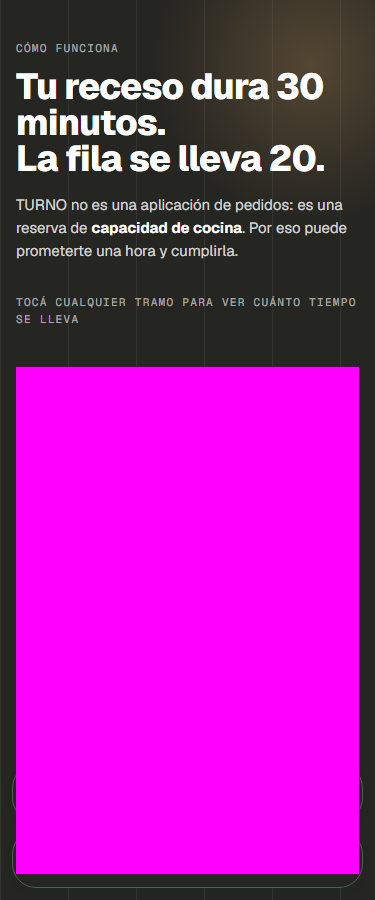 CÓMO FUNCIONA
Tu receso dura 30
minutos.
La fila se lleva 20.
TURNO no es una aplicación de pedidos: es una
reserva de capacidad de cocina. Por eso puede
prometerte una hora y cumplirla.
TOCÁ CUALQUIER TRAMO PARA VER CUÁNTO TIEMPO
SE LLEVA